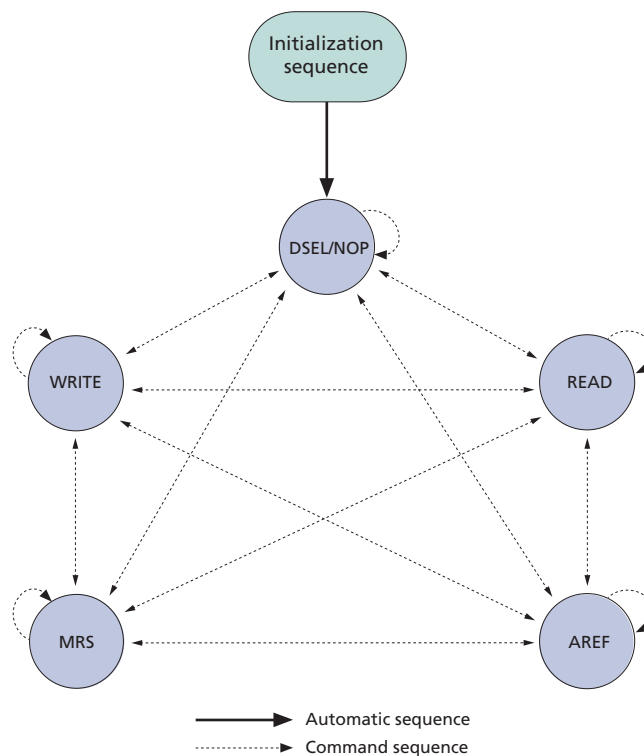 Initialization
sequence
DSEL/NOP
WRITE
READ
MRS
AREF
Automatic sequence
Command sequence